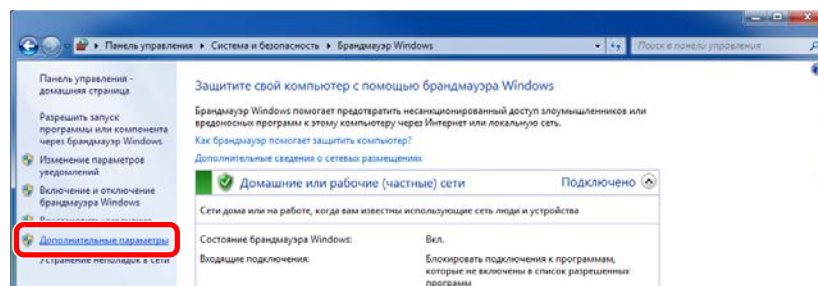 Панель управления ▸ Система и безопасность ▸ Брандмауэр Windows
Поиск в панели управления
Панель управления -
домашняя страница
Разрешить запуск
программы или компонента
через брандмауэр Windows
Изменение параметров
уведомлений
Включение и отключение
брандмауэра Windows
Дополнительные параметры
Устранение неполадок в сети
Защитите свой компьютер с помощью брандмауэра Windows
Брандмауэр Windows помогает предотвратить несанкционированный доступ злоумышленников или
вредоносных программ к этому компьютеру через Интернет или локальную сеть.
Как брандмауэр помогает защитить компьютер?
Дополнительные сведения о сетевых размещениях
Домашние или рабочие (частные) сети Подключено
Сети дома или на работе, когда вам известны использующие сеть люди и устройства
Состояние брандмауэра Windows: Вкл.
Входящие подключения: Блокировать подключения к программам,
которые не включены в список разрешенных
программ